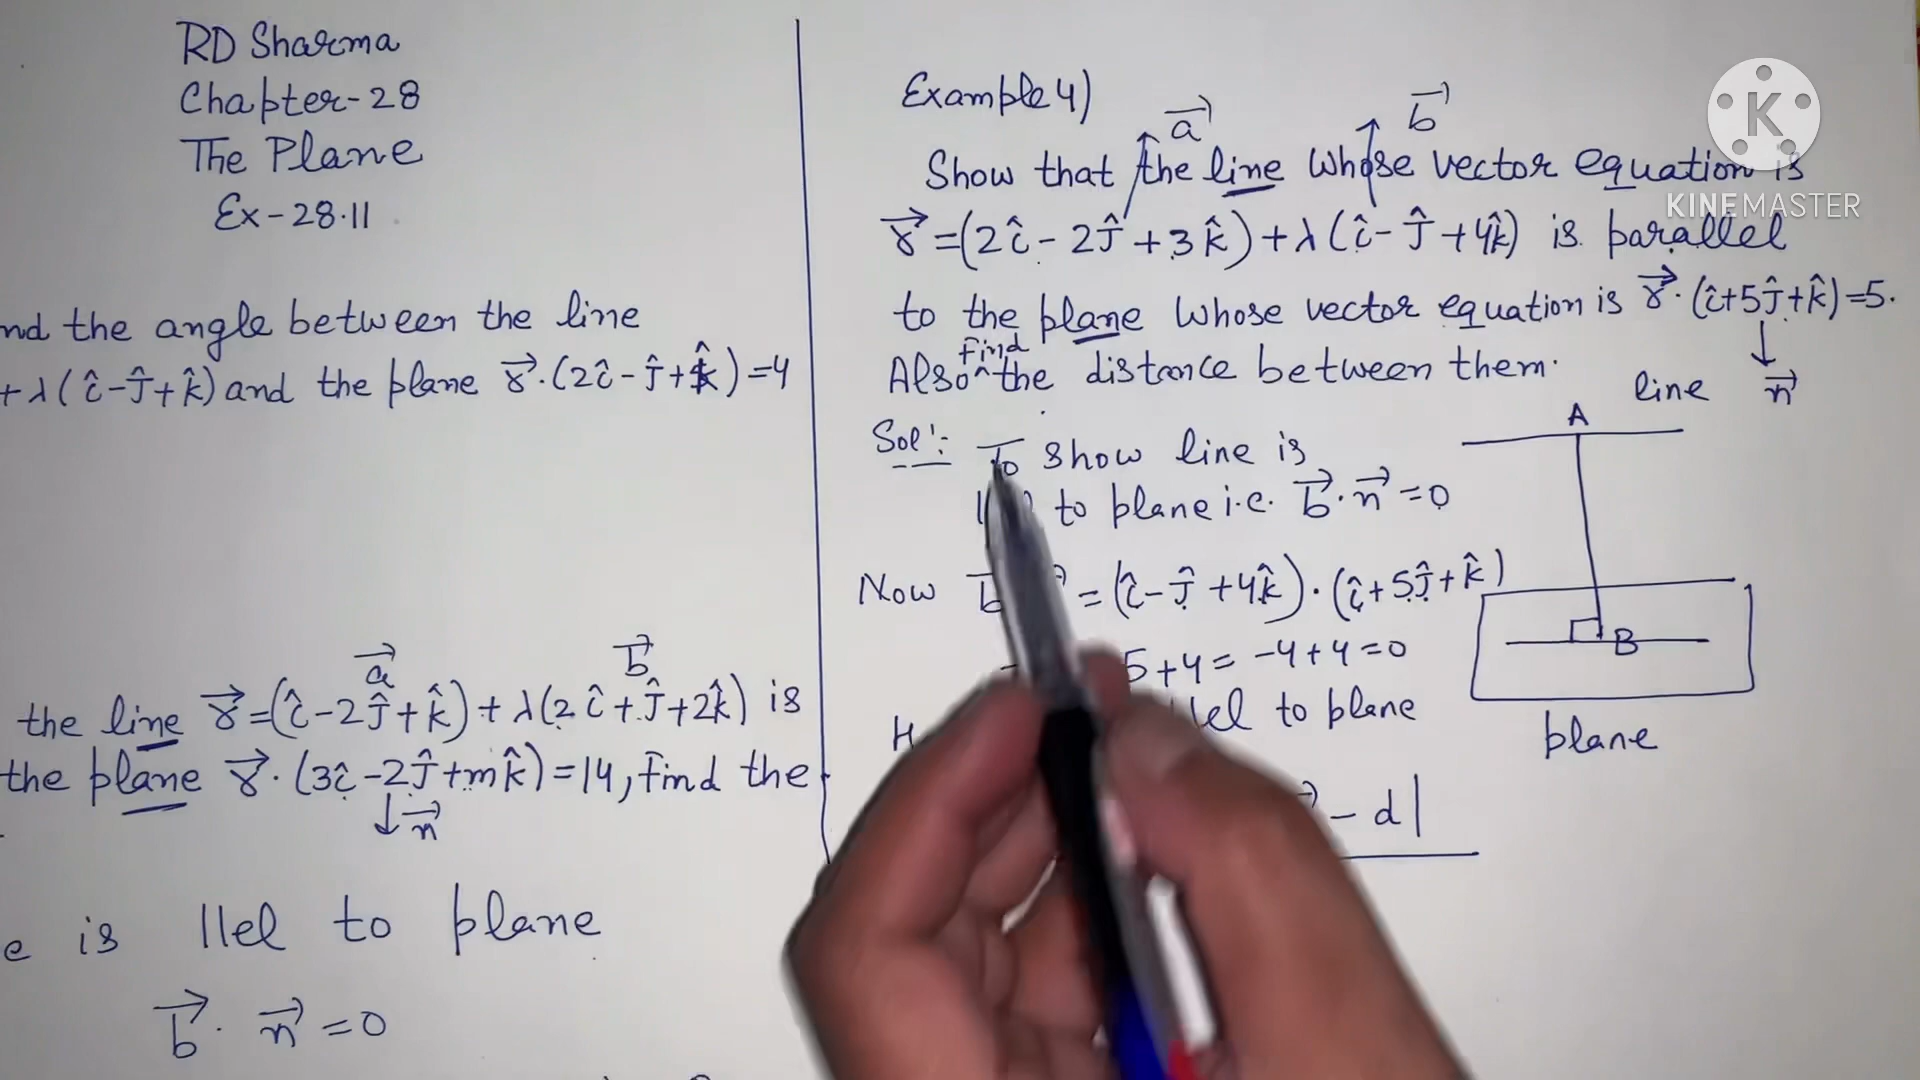 RD Sharma
Chapter-28
The Plane
Ex-28.11
nd the angle between the line
+ λ(î-ĵ+k̂) and the plane r⃗.(2î-ĵ+k̂)=4
a⃗ b⃗
the line r⃗=(î-2ĵ+k̂)+λ(2î+ĵ+2k̂) is
the plane r⃗.(3î-2ĵ+mk̂)=14, find the
↓n⃗
e is llel to plane
b⃗. n⃗ =0
Example 4)
a⃗ b⃗
Show that the line whose vector equation is
r⃗=(2î-2ĵ+3k̂)+λ(î-ĵ+4k̂) is parallel
to the plane whose vector equation is r⃗.(î+5ĵ+k̂)=5.
Also ^find the distance between them.
n⃗
Sol': To show line is
to plane i.e. b⃗.n⃗=0
Now b⃗ =(î-ĵ+4k̂).(î+5ĵ+k̂)
5+4= -4+4=0
H llel to plane
- d|
line
A
B
plane
K
KINEMASTER